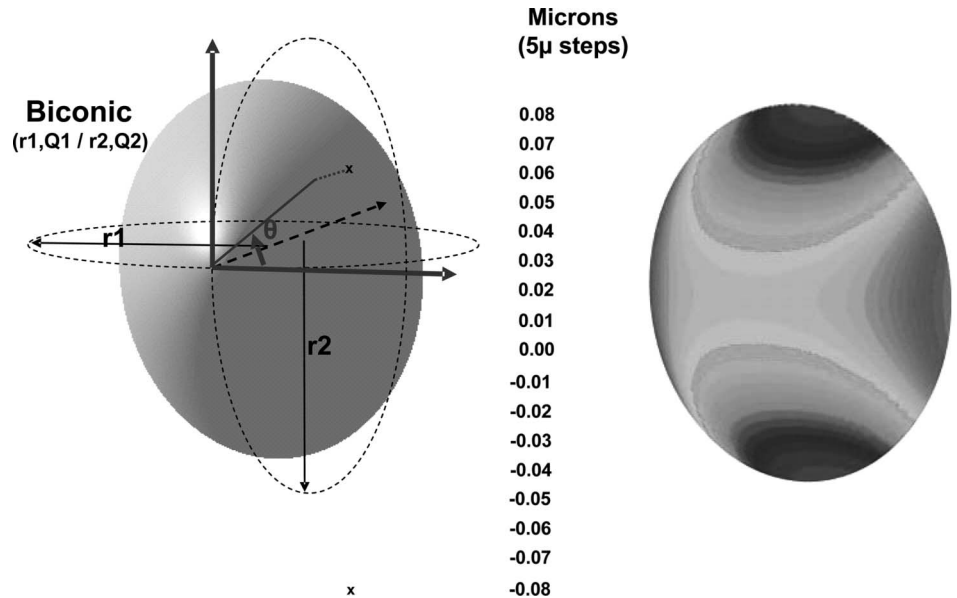 Biconic
(r1,Q1 / r2,Q2)
x
θ
r1
r2
x
Microns
(5μ steps)
0.08
0.07
0.06
0.05
0.04
0.03
0.02
0.01
0.00
-0.01
-0.02
-0.03
-0.04
-0.05
-0.06
-0.07
-0.08